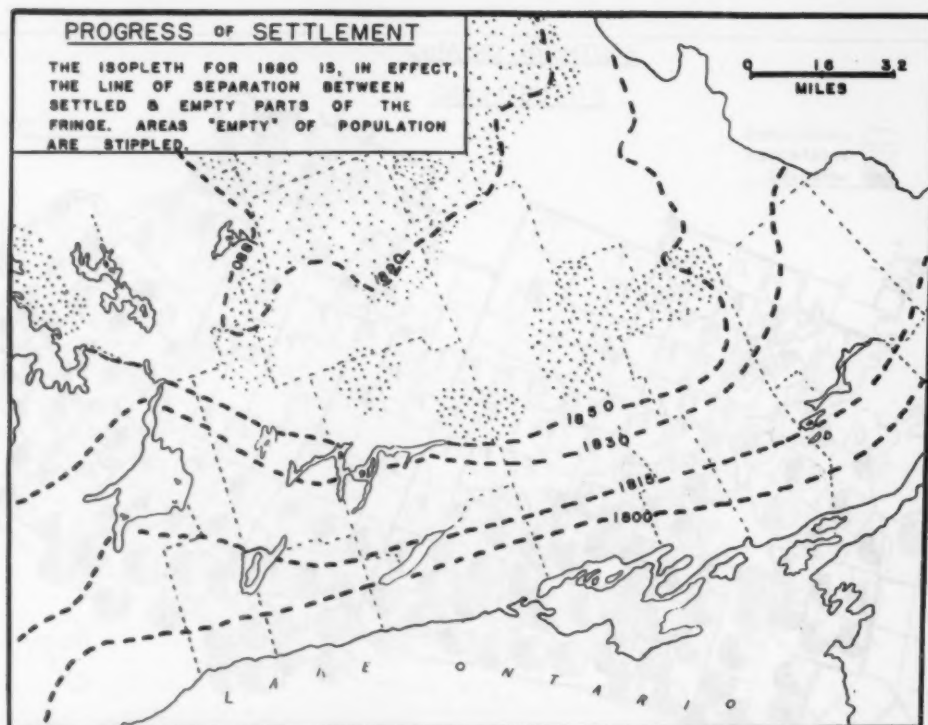 PROGRESS OF SETTLEMENT
THE ISOPLETH FOR 1880 IS, IN EFFECT,
THE LINE OF SEPARATION BETWEEN
SETTLED & EMPTY PARTS OF THE
FRINGE. AREAS "EMPTY" OF POPULATION
ARE STIPPLED.
0 16 32
MILES
1880
1850
1830
1815
1800
LAKE ONTARIO